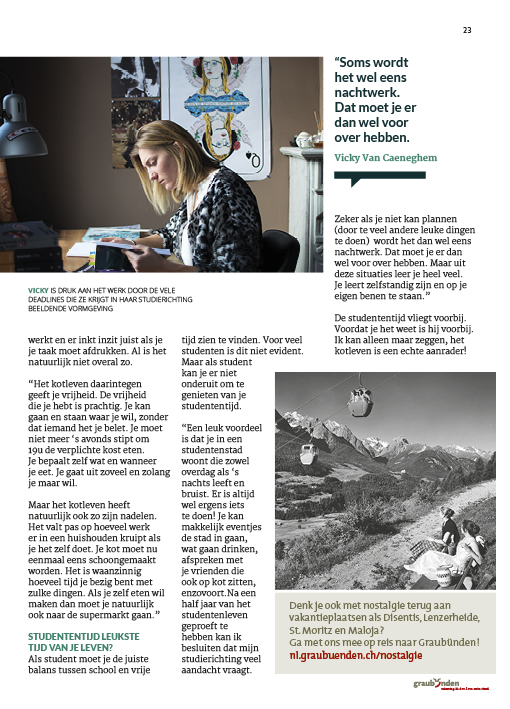 23
“Soms wordt
het wel eens
nachtwerk.
Dat moet je er
dan wel voor
over hebben.
Vicky Van Caeneghem
VICKY IS DRUK AAN HET WERK DOOR DE VELE
DEADLINES DIE ZE KRIJGT IN HAAR STUDIERICHTING
BEELDENDE VORMGEVING
werkt en er inkt inzit juist als je
je taak moet afdrukken. Al is het
natuurlijk niet overal zo.
“Het kotleven daarintegen
geeft je vrijheid. De vrijheid
die je hebt is prachtig. Je kan
gaan en staan waar je wil, zonder
dat iemand het je belet. Je moet
niet meer ‘s avonds stipt om
19u de verplichte kost eten.
Je bepaalt zelf wat en wanneer
je eet. Je gaat uit zoveel en zolang
je maar wil.
Maar het kotleven heeft
natuurlijk ook zo zijn nadelen.
Het valt pas op hoeveel werk
er in een huishouden kruipt als
je het zelf doet. Je kot moet nu
eenmaal eens schoongemaakt
worden. Het is waanzinnig
hoeveel tijd je bezig bent met
zulke dingen. Als je zelf eten wil
maken dan moet je natuurlijk
ook naar de supermarkt gaan.”
STUDENTENTIJD LEUKSTE
TIJD VAN JE LEVEN?
Als student moet je de juiste
balans tussen school en vrije
tijd zien te vinden. Voor veel
studenten is dit niet evident.
Maar als student
kan je er niet
onderuit om te
genieten van je
studententijd.
“Een leuk voordeel
is dat je in een
studentenstad
woont die zowel
overdag als ‘s
nachts leeft en
bruist. Er is altijd
wel ergens iets
te doen! Je kan
makkelijk eventjes
de stad in gaan,
wat gaan drinken,
afspreken met
je vrienden die
ook op kot zitten,
enzovoort.Na een
half jaar van het
studentenleven
geproeft te
hebben kan ik
besluiten dat mijn
studierichting veel
aandacht vraagt.
Zeker als je niet kan plannen
(door te veel andere leuke dingen
te doen) wordt het dan wel eens
nachtwerk. Dat moet je er dan
wel voor over hebben. Maar uit
deze situaties leer je heel veel.
Je leert zelfstandig zijn en op je
eigen benen te staan.”
De studententijd vliegt voorbij.
Voordat je het weet is hij voorbij.
Ik kan alleen maar zeggen, het
kotleven is een echte aanrader!
Denk je ook met nostalgie terug aan
vakantieplaatsen als Disentis, Lenzerheide,
St. Moritz en Maloja?
Ga met ons mee op reis naar Graubünden!
nl.graubuenden.ch/nostalgie
graubünden